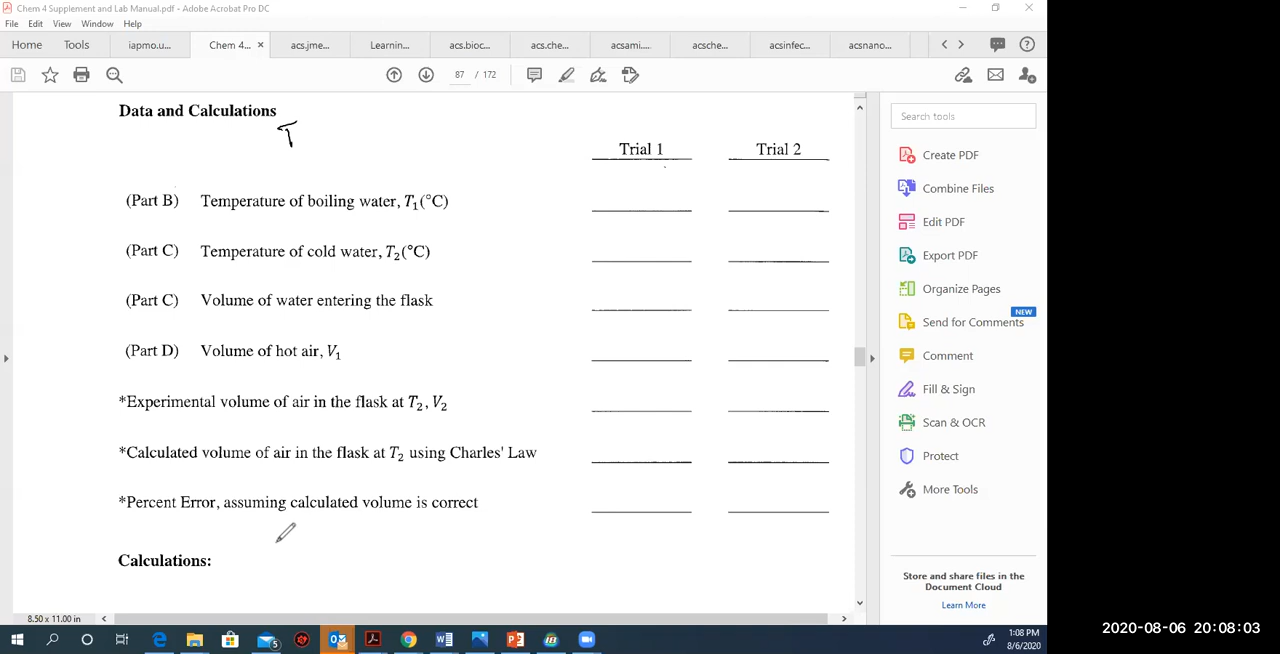 Chem 4 Supplement and Lab Manual.pdf - Adobe Acrobat Pro DC
File Edit View Window Help
Home Tools iapmo.u... Chem 4... × acs.jme... Learnin... acs.bioc... acs.che... acsami.... acsche... acsinfec... acsnano...
87 / 172
Data and Calculations
T
Trial 1 Trial 2
(Part B) Temperature of boiling water, T₁(°C)
(Part C) Temperature of cold water, T₂(°C)
(Part C) Volume of water entering the flask
(Part D) Volume of hot air, V₁
*Experimental volume of air in the flask at T₂, V₂
*Calculated volume of air in the flask at T₂ using Charles' Law
*Percent Error, assuming calculated volume is correct
Calculations:
8.50 x 11.00 in
Search tools
Create PDF
Combine Files
Edit PDF
Export PDF
Organize Pages
NEW
Send for Comments
Comment
Fill & Sign
Scan & OCR
Protect
More Tools
Store and share files in the
Document Cloud
Learn More
5
1:08 PM
8/6/2020
2020-08-06 20:08:03